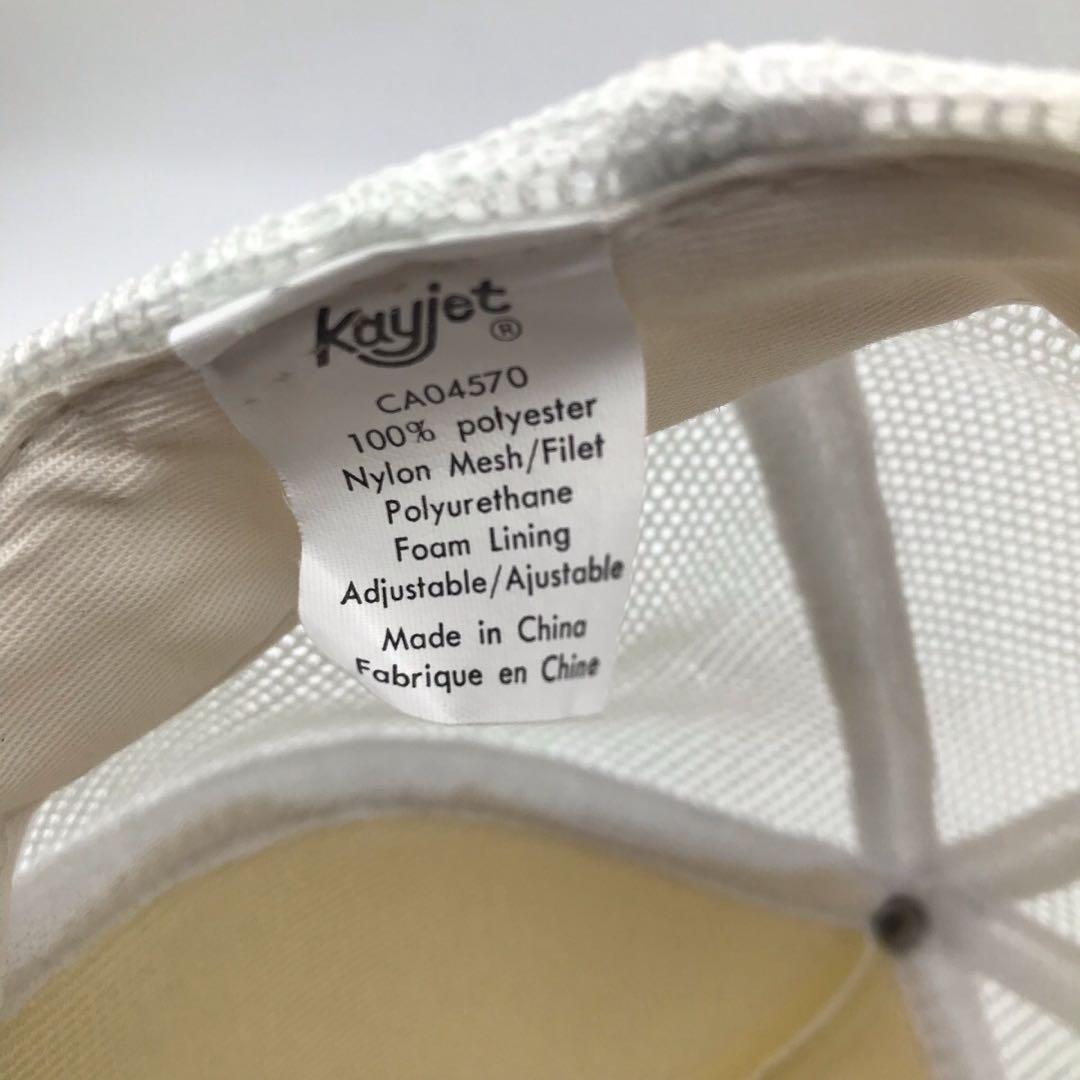 Kayjet®
CA04570
100% polyester
Nylon Mesh/Filet
Polyurethane
Foam Lining
Adjustable/Ajustable
Made in China
Fabrique en Chine